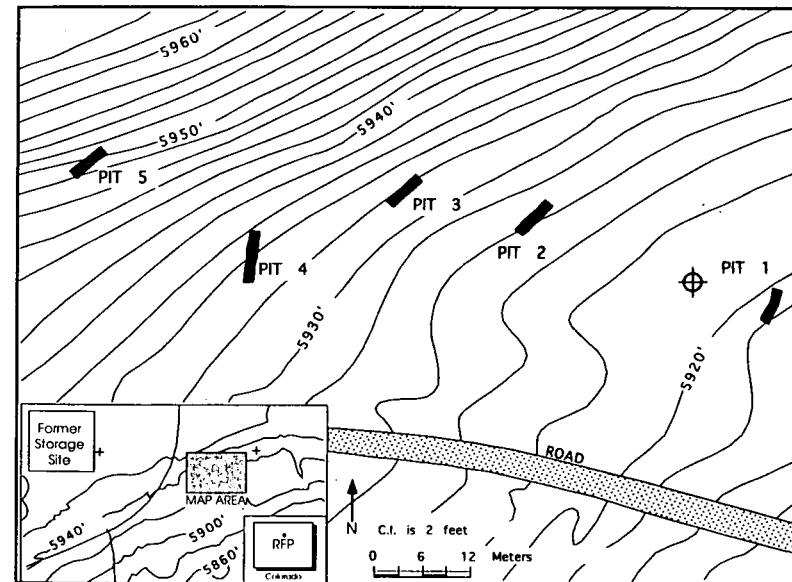 5960'
5950'
5940'
PIT 5
PIT 3
PIT 2
PIT 4
PIT 1
5930'
5920'
Former
Storage
Site
MAP AREA
5940'
5900'
5860'
RFP
Colorado
ROAD
N
C.I. is 2 feet
0 6 12 Meters